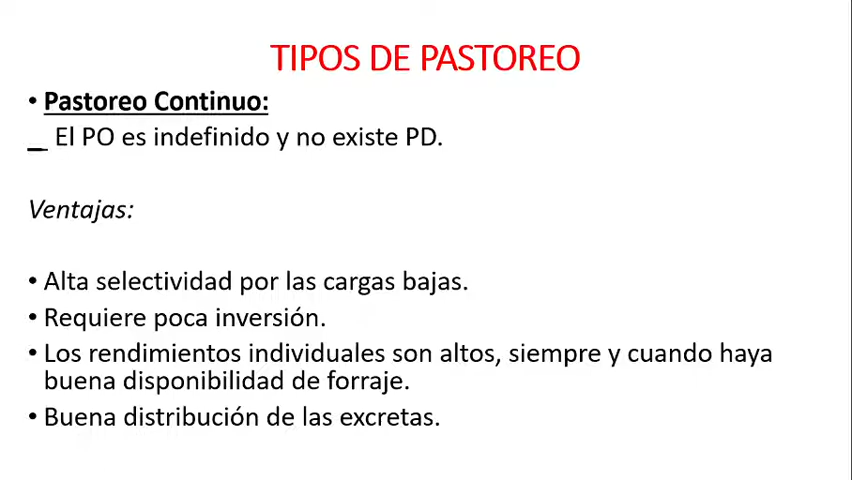 TIPOS DE PASTOREO
• Pastoreo Continuo:
_ El PO es indefinido y no existe PD.
Ventajas:
• Alta selectividad por las cargas bajas.
• Requiere poca inversión.
• Los rendimientos individuales son altos, siempre y cuando haya
buena disponibilidad de forraje.
• Buena distribución de las excretas.